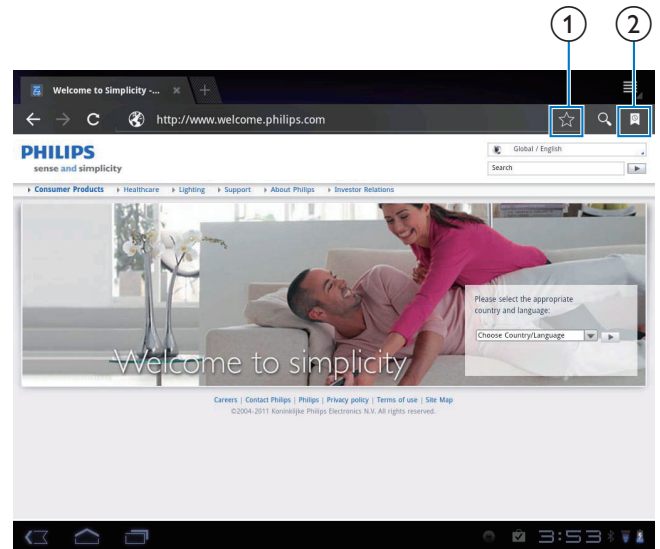 1 2
Welcome to Simplicity -...
http://www.welcome.philips.com
PHILIPS
sense and simplicity
Global / English
Search
Consumer Products Healthcare Lighting Support About Philips Investor Relations
Please select the appropriate
country and language:
Choose Country/Language
Welcome to simplicity
Careers | Contact Philips | Philips | Privacy policy | Terms of use | Site Map
©2004-2011 Koninklijke Philips Electronics N.V. All rights reserved.
3:53